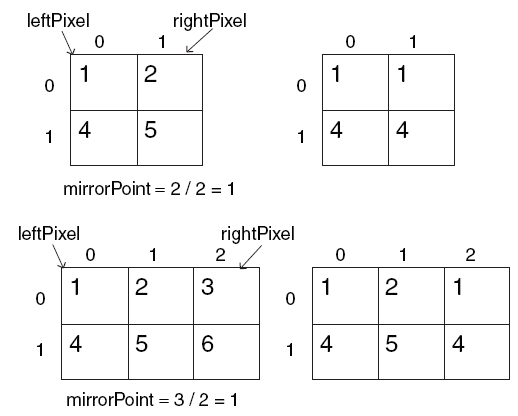 leftPixel rightPixel
0 1 0 1
0 1 2 0 1 1
1 4 5 1 4 4
mirrorPoint = 2 / 2 = 1
leftPixel rightPixel
0 1 2 0 1 2
0 1 2 3 0 1 2 1
1 4 5 6 1 4 5 4
mirrorPoint = 3 / 2 = 1